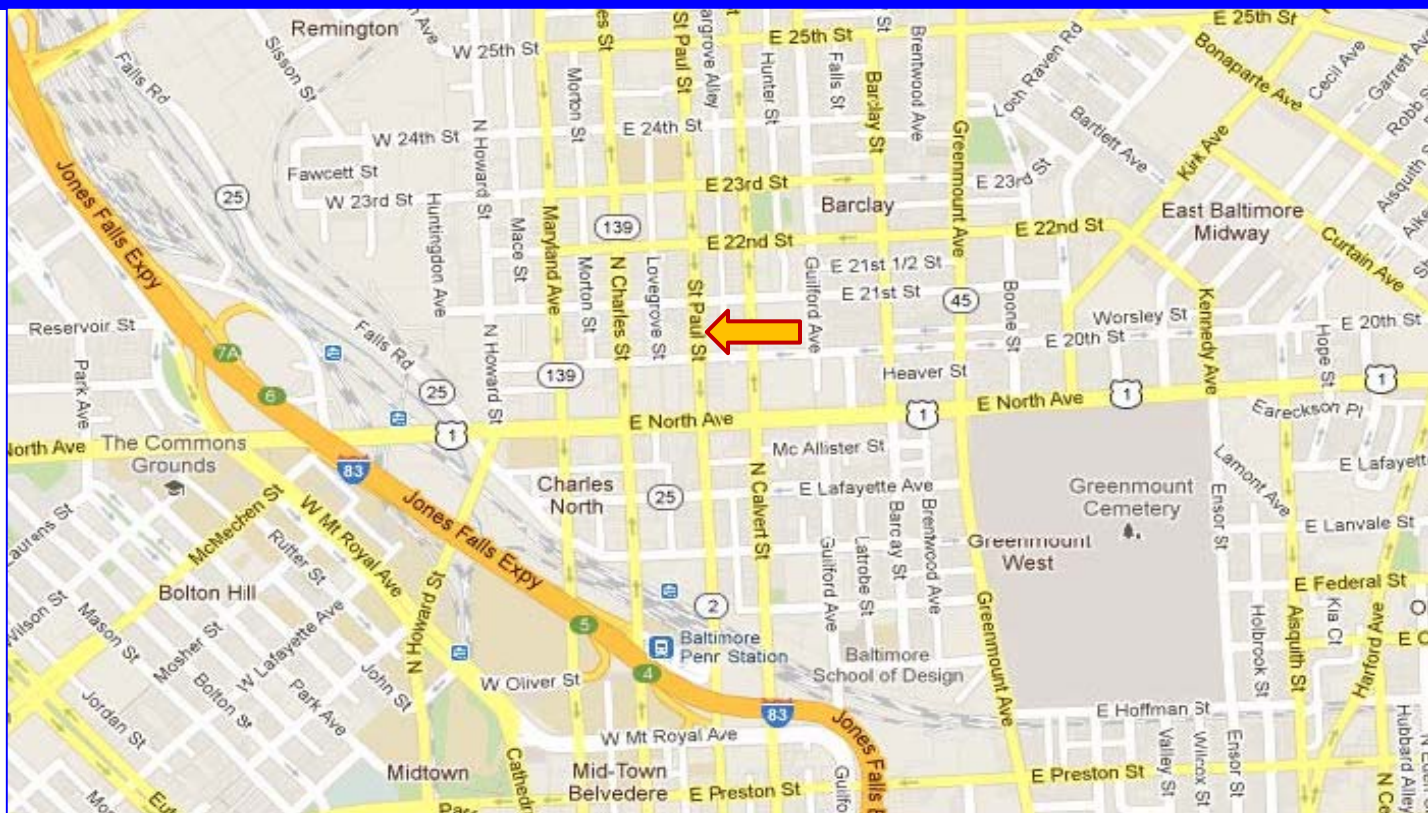 Remington
W 25th St
E 25th St
E 25th St
St Paul St
Barclay St
Brentwood Ave
Loch Raven Rd
Bonaparte Ave
Cecil Ave
Garrett Ave
Falls Rd
Sisson St
Morton St
Hunter St
Falls St
Bartlett Ave
Kirk Ave
W 24th St
E 24th St
N Howard St
Greenmount Ave
Jones Falls Expy
Fawcett St
25
W 23rd St
E 23rd St
E 23rd St
Barclay
Huntingdon Ave
Mace St
Maryland Ave
139
E 22nd St
E 22nd St
East Baltimore
Midway
Aisquith St
Curtain Ave
Morton St
N Charles St
Lovegrove St
St Paul St
Guilford Ave
E 21st 1/2 St
E 21st St
45
Boone St
Kennedy Ave
Reservoir St
Falls Rd
N Howard St
Worsley St
E 20th St
E 20th St
Hope St
7A
Park Ave
6
25
139
Heaver St
1
1
1
1
E North Ave
E North Ave
North Ave
Eareckson Pl
The Commons
Grounds
83
Mc Allister St
N Calvert St
E Lafayette Ave
E Lafayette
Lamont Ave
Charles
North
25
Greenmount
Cemetery
Ensor St
E Lanvale St
McMechen St
W Mt Royal Ave
Jones Falls Expy
Laurens St
Rutter St
Guilford Ave
Latrobe St
Barcay St
Brentwood Ave
Greenmount
West
E Federal St
Bolton Hill
Wilson St
Mason St
Mosher St
W Lafayette Ave
N Howard St
5
2
Greenmount Ave
Holbrook St
Aisquith St
Kia Ct
Harford Ave
Baltimore
Penr Station
Baltimore
School of Design
4
W Oliver St
John St
Park Ave
Bolton St
Jordan St
83
Jones Falls
E Hoffman St
W Mt Royal Ave
Midtown
Mid-Town
Belvedere
E Preston St
E Preston St
Valley St
Wilcox St
Ensor St
Hubbard Alley